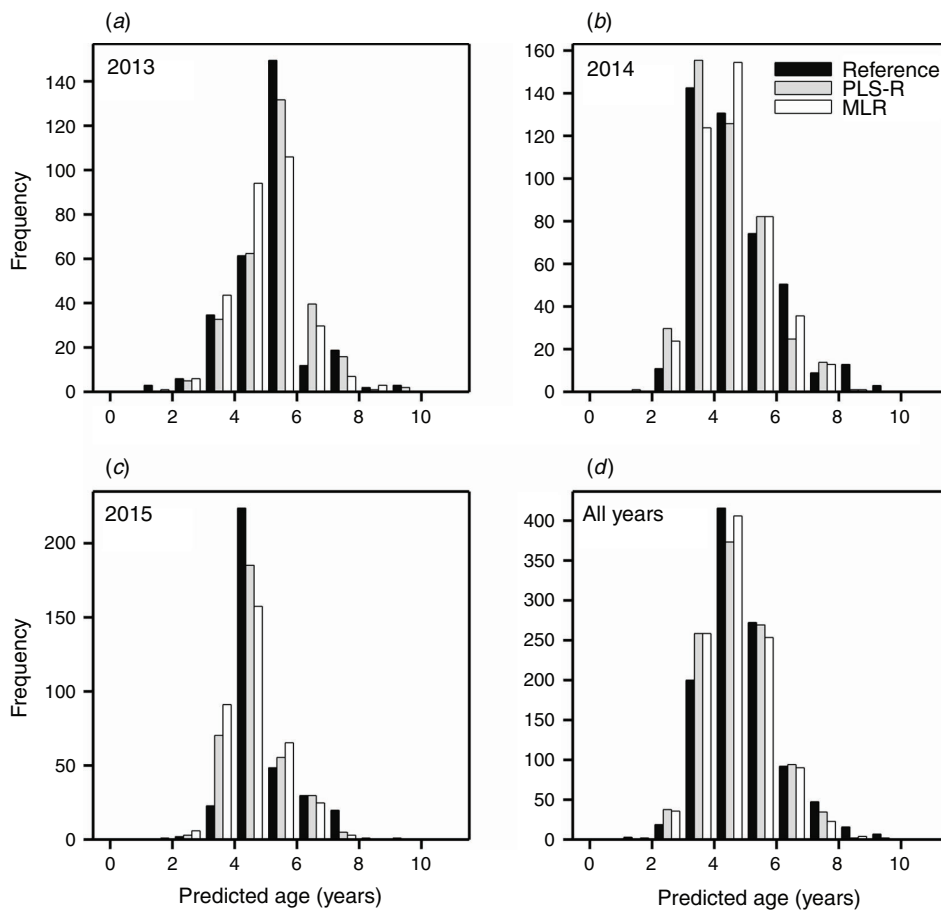 (a)
2013
140
120
100
80
60
40
20
0
0 2 4 6 8 10
Frequency
(b)
2014
Reference
PLS-R
MLR
160
140
120
100
80
60
40
20
0
0 2 4 6 8 10
(c)
2015
200
150
100
50
0
0 2 4 6 8 10
Frequency
Predicted age (years)
(d)
All years
400
350
300
250
200
150
100
50
0
0 2 4 6 8 10
Predicted age (years)